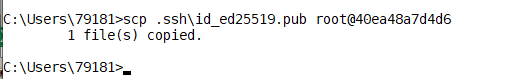 C:\Users\79181>scp .ssh\id_ed25519.pub root@40ea48a7d4d6
1 file(s) copied.
C:\Users\79181>